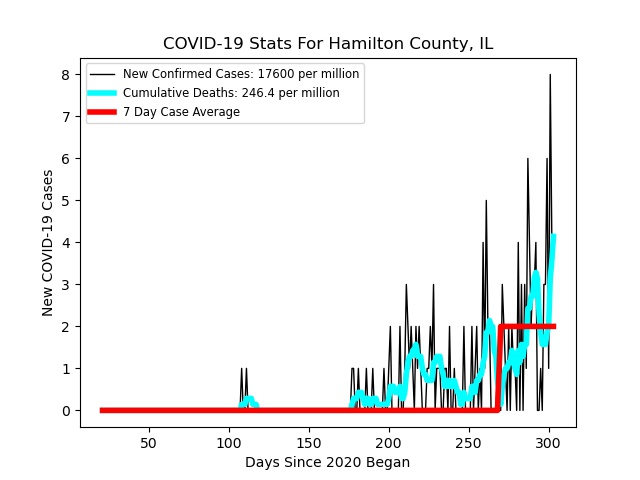 COVID-19 Stats For Hamilton County, IL
New Confirmed Cases: 17600 per million
Cumulative Deaths: 246.4 per million
7 Day Case Average
8
7
6
5
4
3
2
1
0
New COVID-19 Cases
50 100 150 200 250 300
Days Since 2020 Began